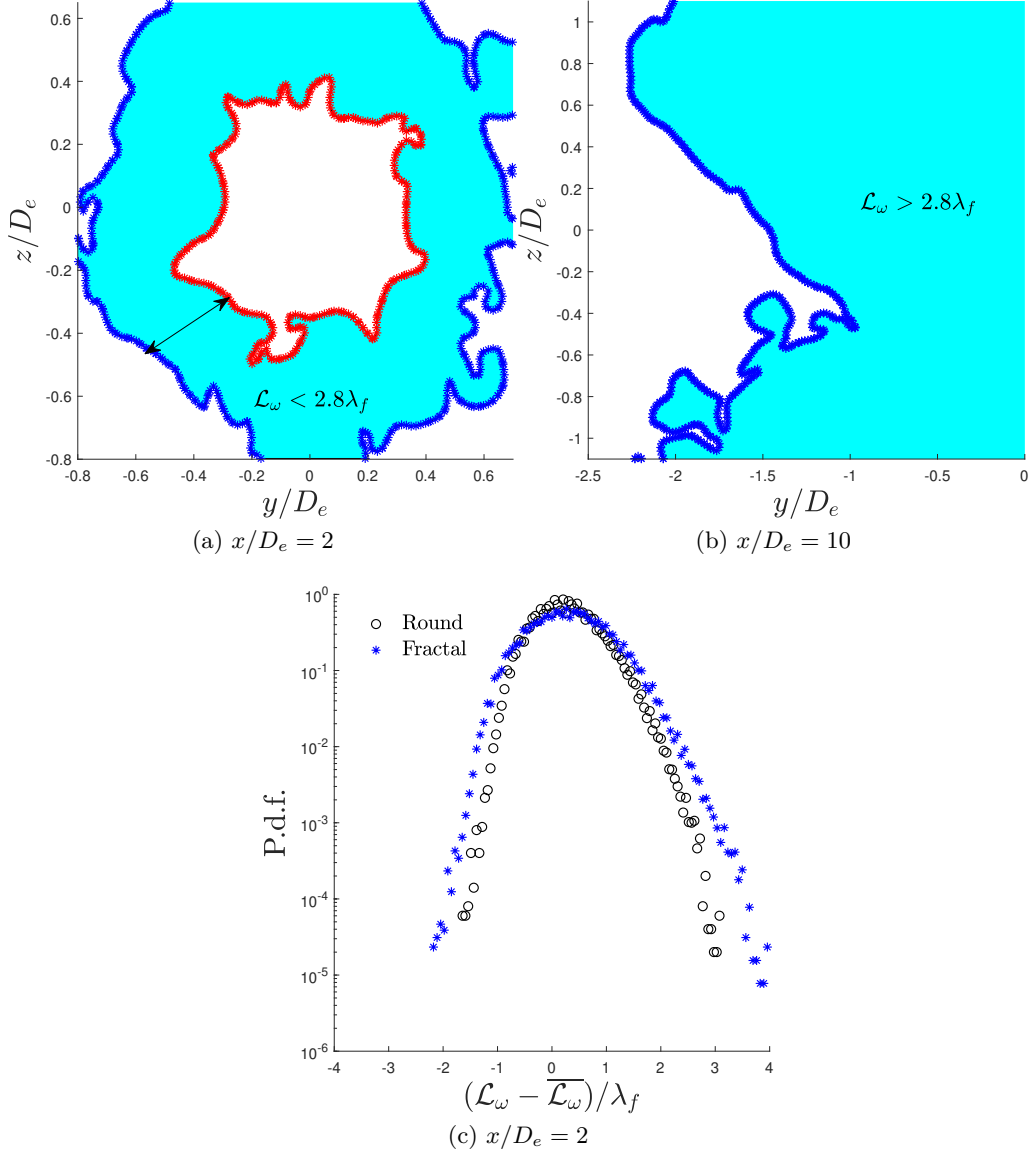 0.6
0.4
0.2
0
-0.2
-0.4
-0.6
-0.8
z/D_e
-0.8 -0.6 -0.4 -0.2 0 0.2 0.4 0.6
y/D_e
ℒ_ω < 2.8λ_f
(a) x/D_e = 2
1
0.8
0.6
0.4
0.2
0
-0.2
-0.4
-0.6
-0.8
-1
z/D_e
-2.5 -2 -1.5 -1 -0.5 0
y/D_e
ℒ_ω > 2.8λ_f
(b) x/D_e = 10
10^0
10^-1
10^-2
10^-3
10^-4
10^-5
10^-6
P.d.f.
Round
Fractal
-4 -3 -2 -1 0 1 2 3 4
(ℒ_ω − \overline{ℒ_ω})/λ_f
(c) x/D_e = 2